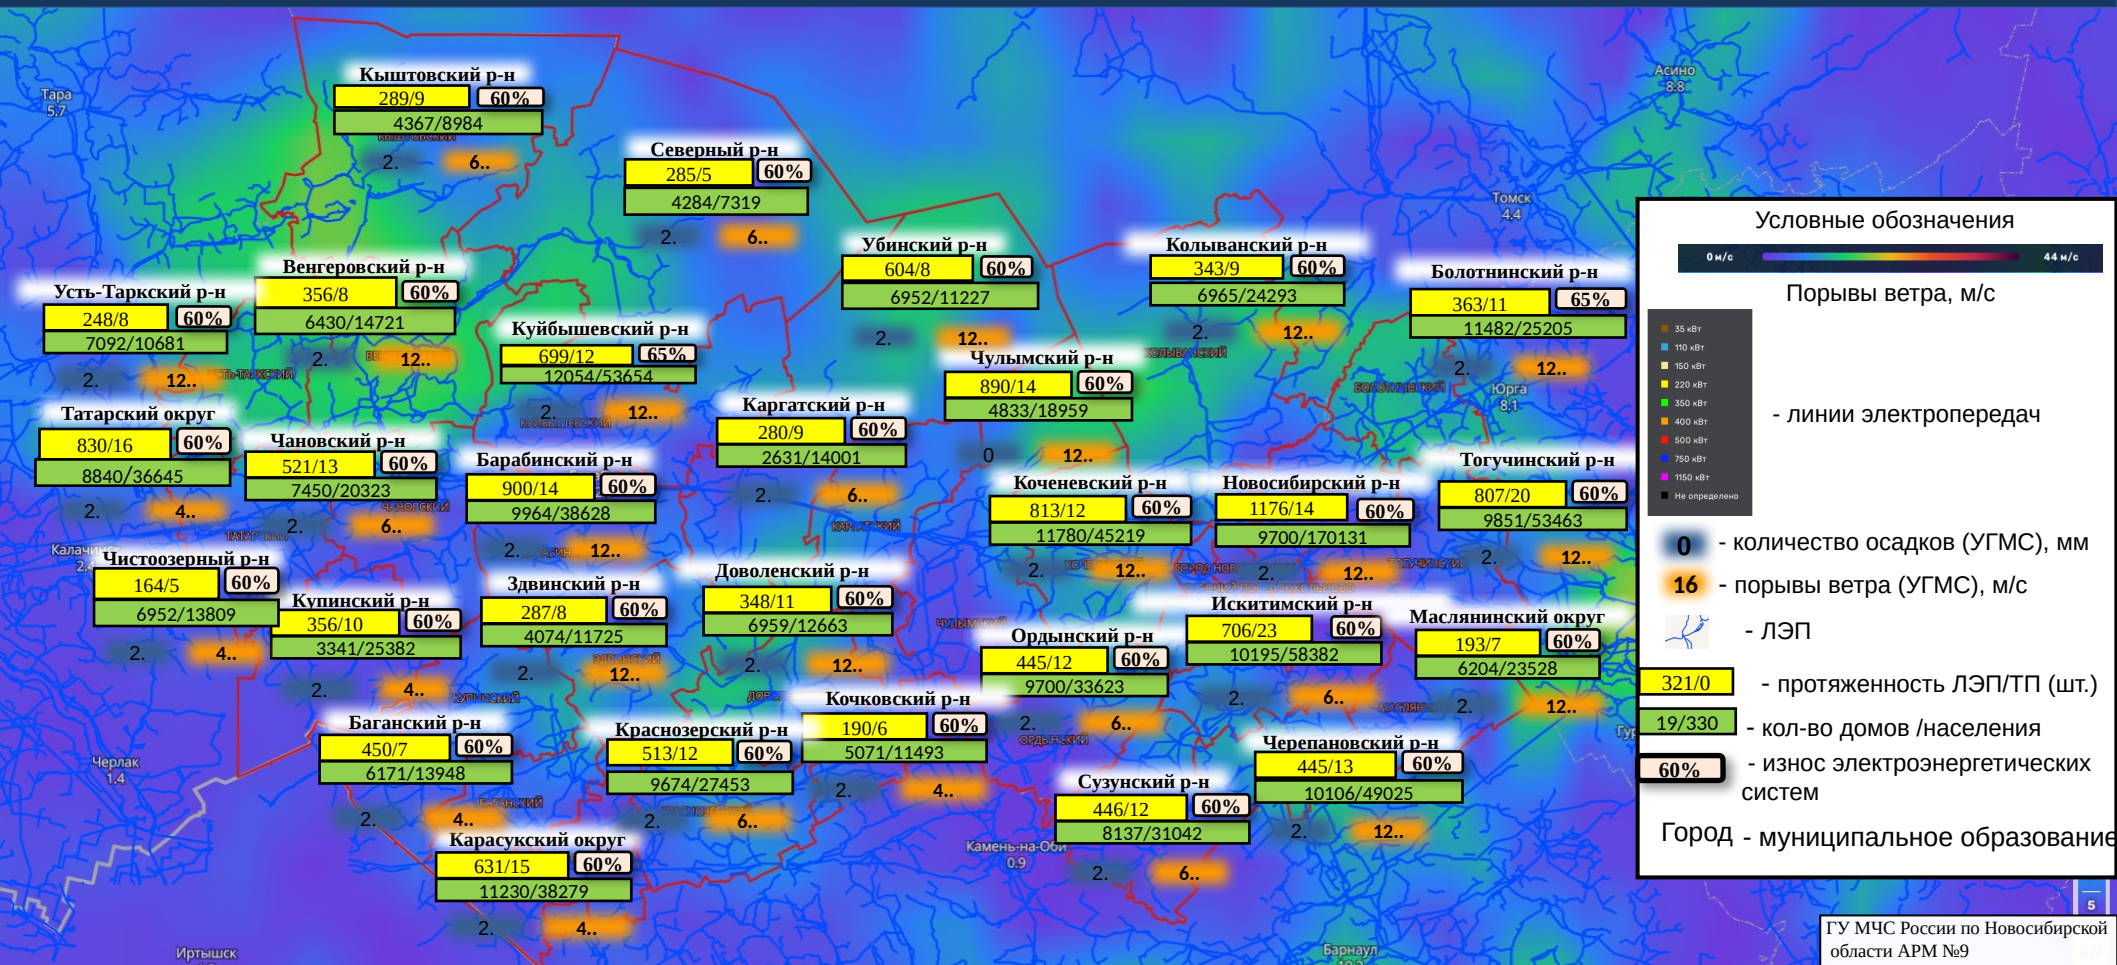 Кыштовский р-н
289/9 60%
4367/8984
2. 6..
Тара
5.7
Асино
8.8
Северный р-н
285/5 60%
4284/7319
2. 6..
Томск
4.4
Убинский р-н
604/8 60%
6952/11227
2. 12..
Колыванский р-н
343/9 60%
6965/24293
2. 12..
КОЛЫВАНСКИЙ
Болотнинский р-н
363/11 65%
11482/25205
2. 12..
Юрга
8.1
Венгеровский р-н
356/8 60%
6430/14721
2. 12..
Усть-Таркский р-н
248/8 60%
7092/10681
2. 12..
Куйбышевский р-н
699/12 65%
12054/53654
2. 12..
КУЙБЫШЕВСКИЙ
Чулымский р-н
890/14 60%
4833/18959
0 12..
Каргатский р-н
280/9 60%
2631/14001
2. 6..
Татарский округ
830/16 60%
8840/36645
2. 4..
Чановский р-н
521/13 60%
7450/20323
2. 6..
Барабинский р-н
900/14 60%
9964/38628
2. 12..
Коченевский р-н
813/12 60%
11780/45219
2. 12..
Новосибирский р-н
1176/14 60%
9700/170131
2. 12..
Тогучинский р-н
807/20 60%
9851/53463
2. 12..
Чистоозерный р-н
164/5 60%
6952/13809
2. 4..
Купинский р-н
356/10 60%
3341/25382
2. 4..
Здвинский р-н
287/8 60%
4074/11725
2. 12..
Доволенский р-н
348/11 60%
6959/12663
2. 12..
Ордынский р-н
445/12 60%
9700/33623
2. 6..
Искитимский р-н
706/23 60%
10195/58382
2. 6..
Маслянинский округ
193/7 60%
6204/23528
2. 12..
Баганский р-н
450/7 60%
6171/13948
2. 4..
Краснозерский р-н
513/12 60%
9674/27453
2. 6..
Кочковский р-н
190/6 60%
5071/11493
2. 4..
Черепановский р-н
445/13 60%
10106/49025
2. 12..
Сузунский р-н
446/12 60%
8137/31042
2. 6..
Карасукский округ
631/15 60%
11230/38279
2. 4..
Черлак
1.4
Камень-на-Оби
0.9
Иртышск
Барнаул
Условные обозначения
0 м/с 44 м/с
Порывы ветра, м/с
35 кВт
110 кВт
150 кВт
220 кВт
350 кВт
400 кВт
500 кВт
750 кВт
1150 кВт
Не определено
- линии электропередач
0 - количество осадков (УГМС), мм
16 - порывы ветра (УГМС), м/с
- ЛЭП
321/0 - протяженность ЛЭП/ТП (шт.)
19/330 - кол-во домов /населения
60% - износ электроэнергетических
систем
Город - муниципальное образование
5
ГУ МЧС России по Новосибирской
области АРМ №9